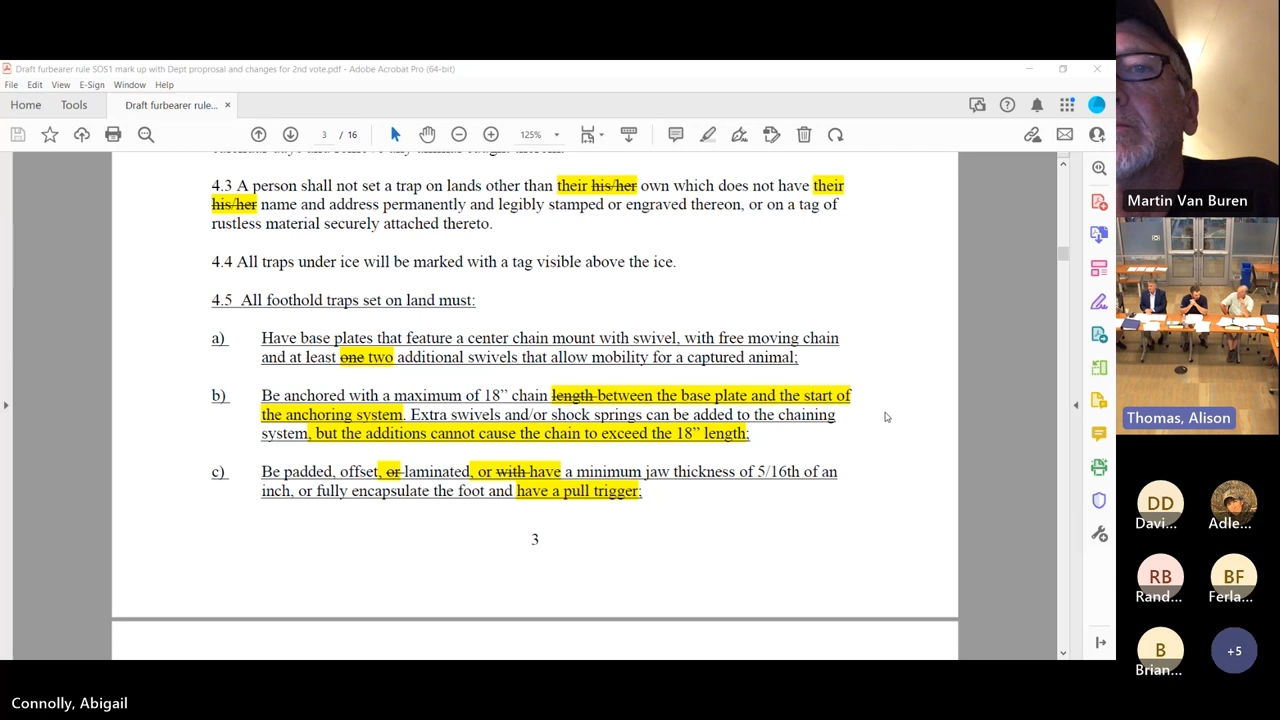 Draft furbearer rule SOS1 mark up with Dept proprosal and changes for 2nd vote.pdf - Adobe Acrobat Pro (64-bit)
File Edit View E-Sign Window Help
Home Tools Draft furbearer rule... ×
3 / 16 125%
4.3 A person shall not set a trap on lands other than their his/her own which does not have their
his/her name and address permanently and legibly stamped or engraved thereon, or on a tag of
rustless material securely attached thereto.
4.4 All traps under ice will be marked with a tag visible above the ice.
4.5 All foothold traps set on land must:
a) Have base plates that feature a center chain mount with swivel, with free moving chain
and at least one two additional swivels that allow mobility for a captured animal;
b) Be anchored with a maximum of 18” chain length between the base plate and the start of
the anchoring system. Extra swivels and/or shock springs can be added to the chaining
system, but the additions cannot cause the chain to exceed the 18” length;
c) Be padded, offset, or laminated, or with have a minimum jaw thickness of 5/16th of an
inch, or fully encapsulate the foot and have a pull trigger;
3
Martin Van Buren
Thomas, Alison
DD
Davi... Adle...
RB BF
Rand... Ferla...
B +5
Brian...
Connolly, Abigail